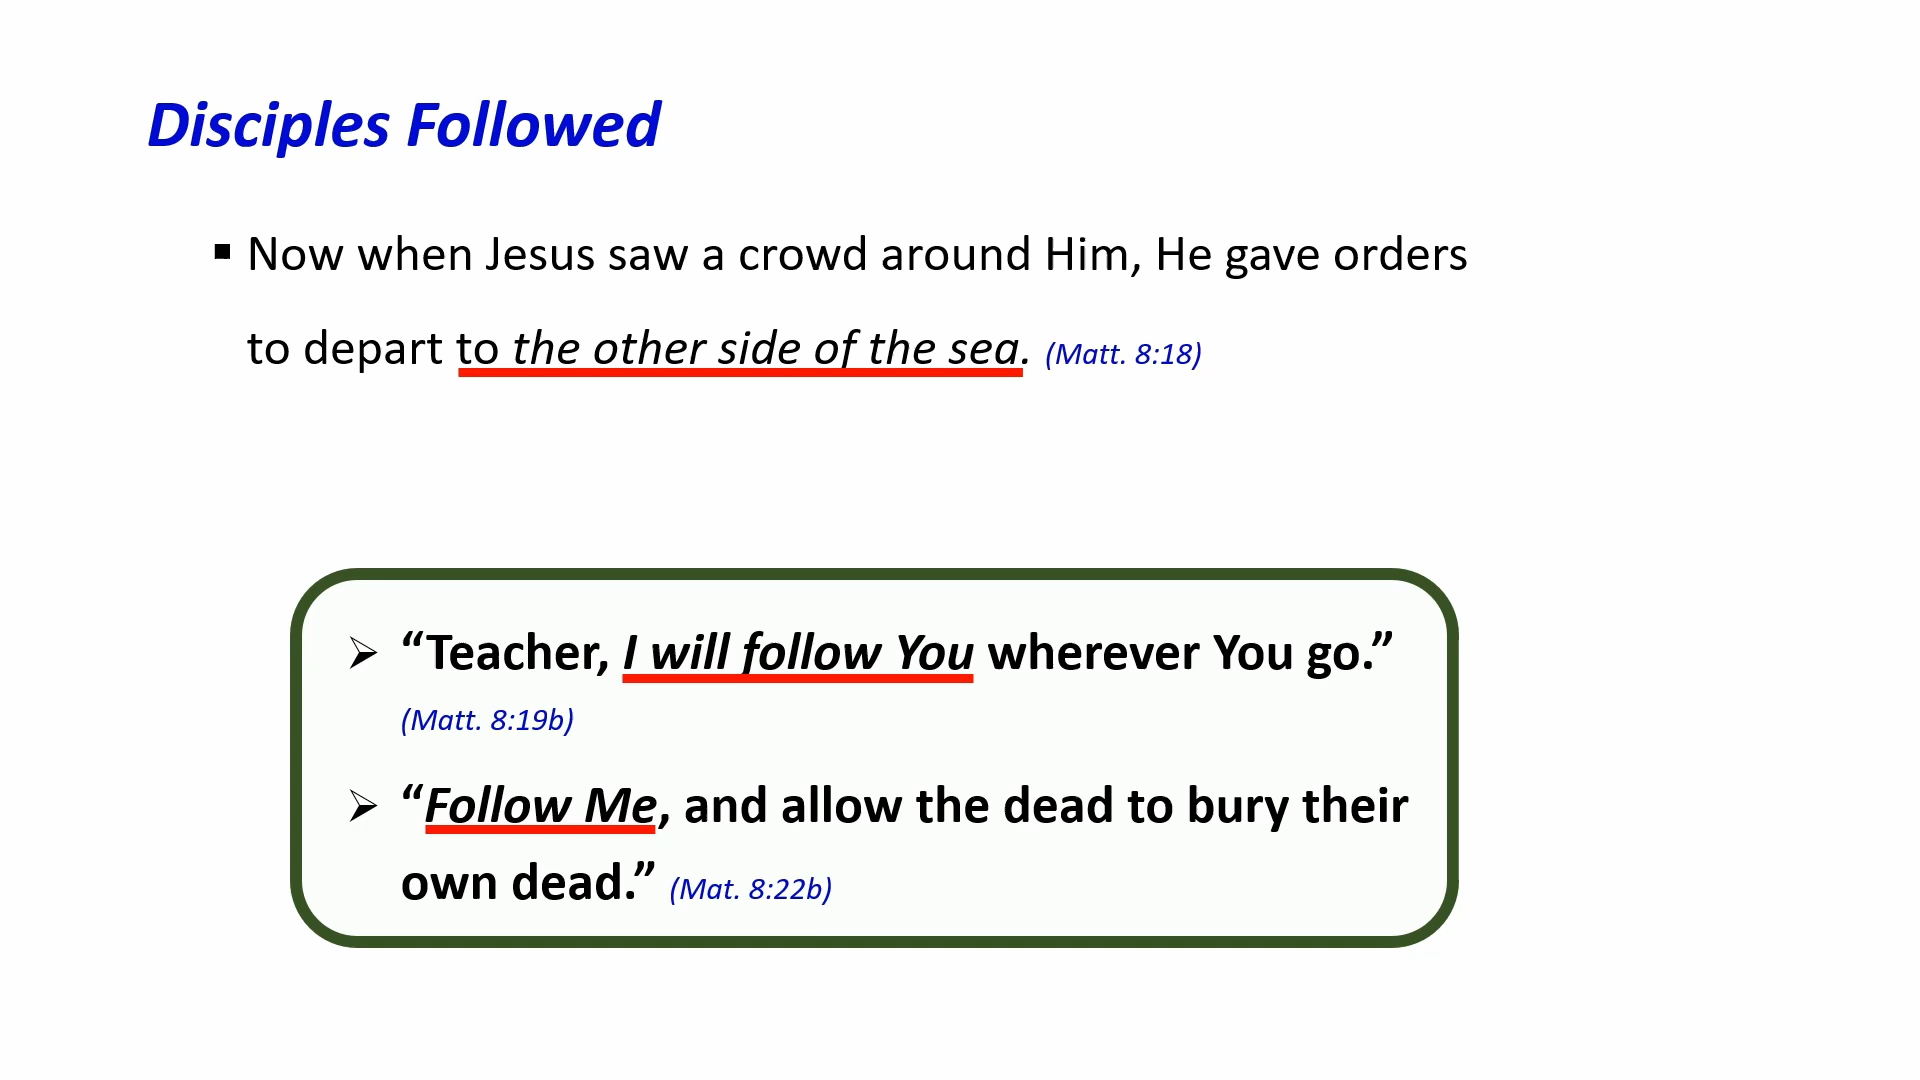 Disciples Followed
▪ Now when Jesus saw a crowd around Him, He gave orders
to depart to the other side of the sea. (Matt. 8:18)
➢ “Teacher, I will follow You wherever You go.”
(Matt. 8:19b)
➢ “Follow Me, and allow the dead to bury their
own dead.” (Mat. 8:22b)